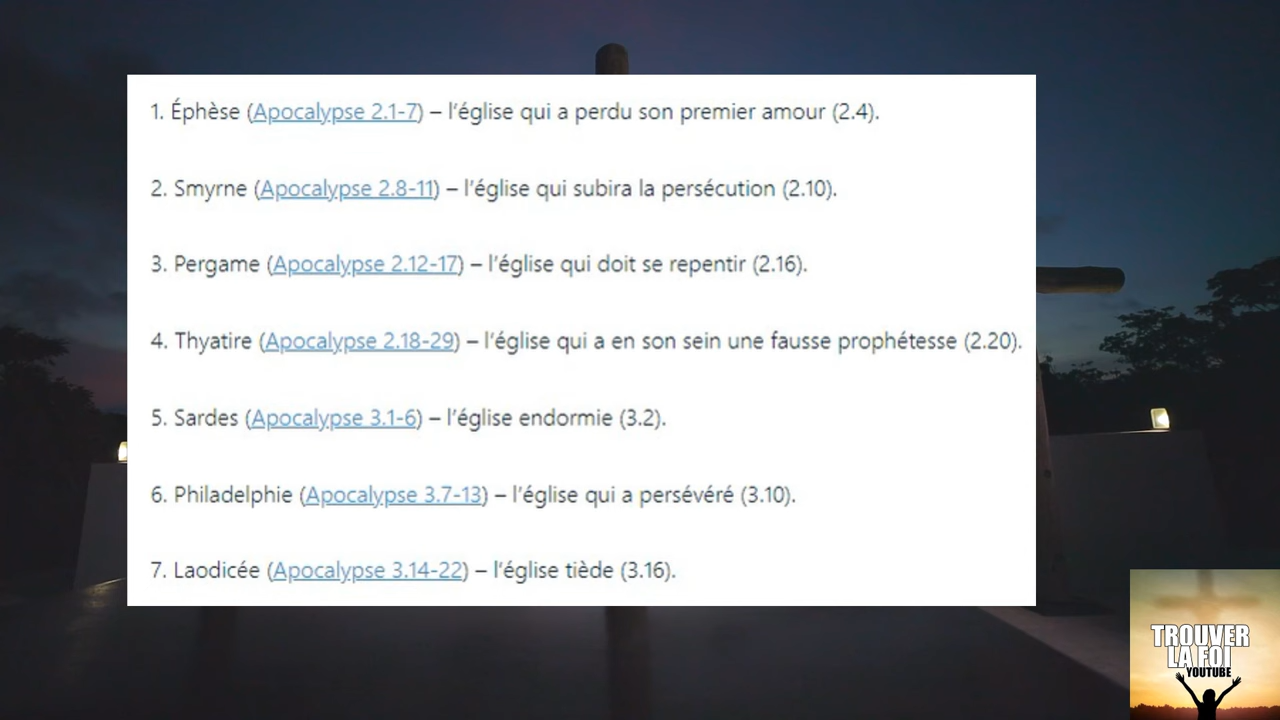 1. Éphèse (Apocalypse 2.1-7) – l’église qui a perdu son premier amour (2.4).
2. Smyrne (Apocalypse 2.8-11) – l’église qui subira la persécution (2.10).
3. Pergame (Apocalypse 2.12-17) – l’église qui doit se repentir (2.16).
4. Thyatire (Apocalypse 2.18-29) – l’église qui a en son sein une fausse prophétesse (2.20).
5. Sardes (Apocalypse 3.1-6) – l’église endormie (3.2).
6. Philadelphie (Apocalypse 3.7-13) – l’église qui a persévéré (3.10).
7. Laodicée (Apocalypse 3.14-22) – l’église tiède (3.16).
TROUVER
LA FOI
YOUTUBE